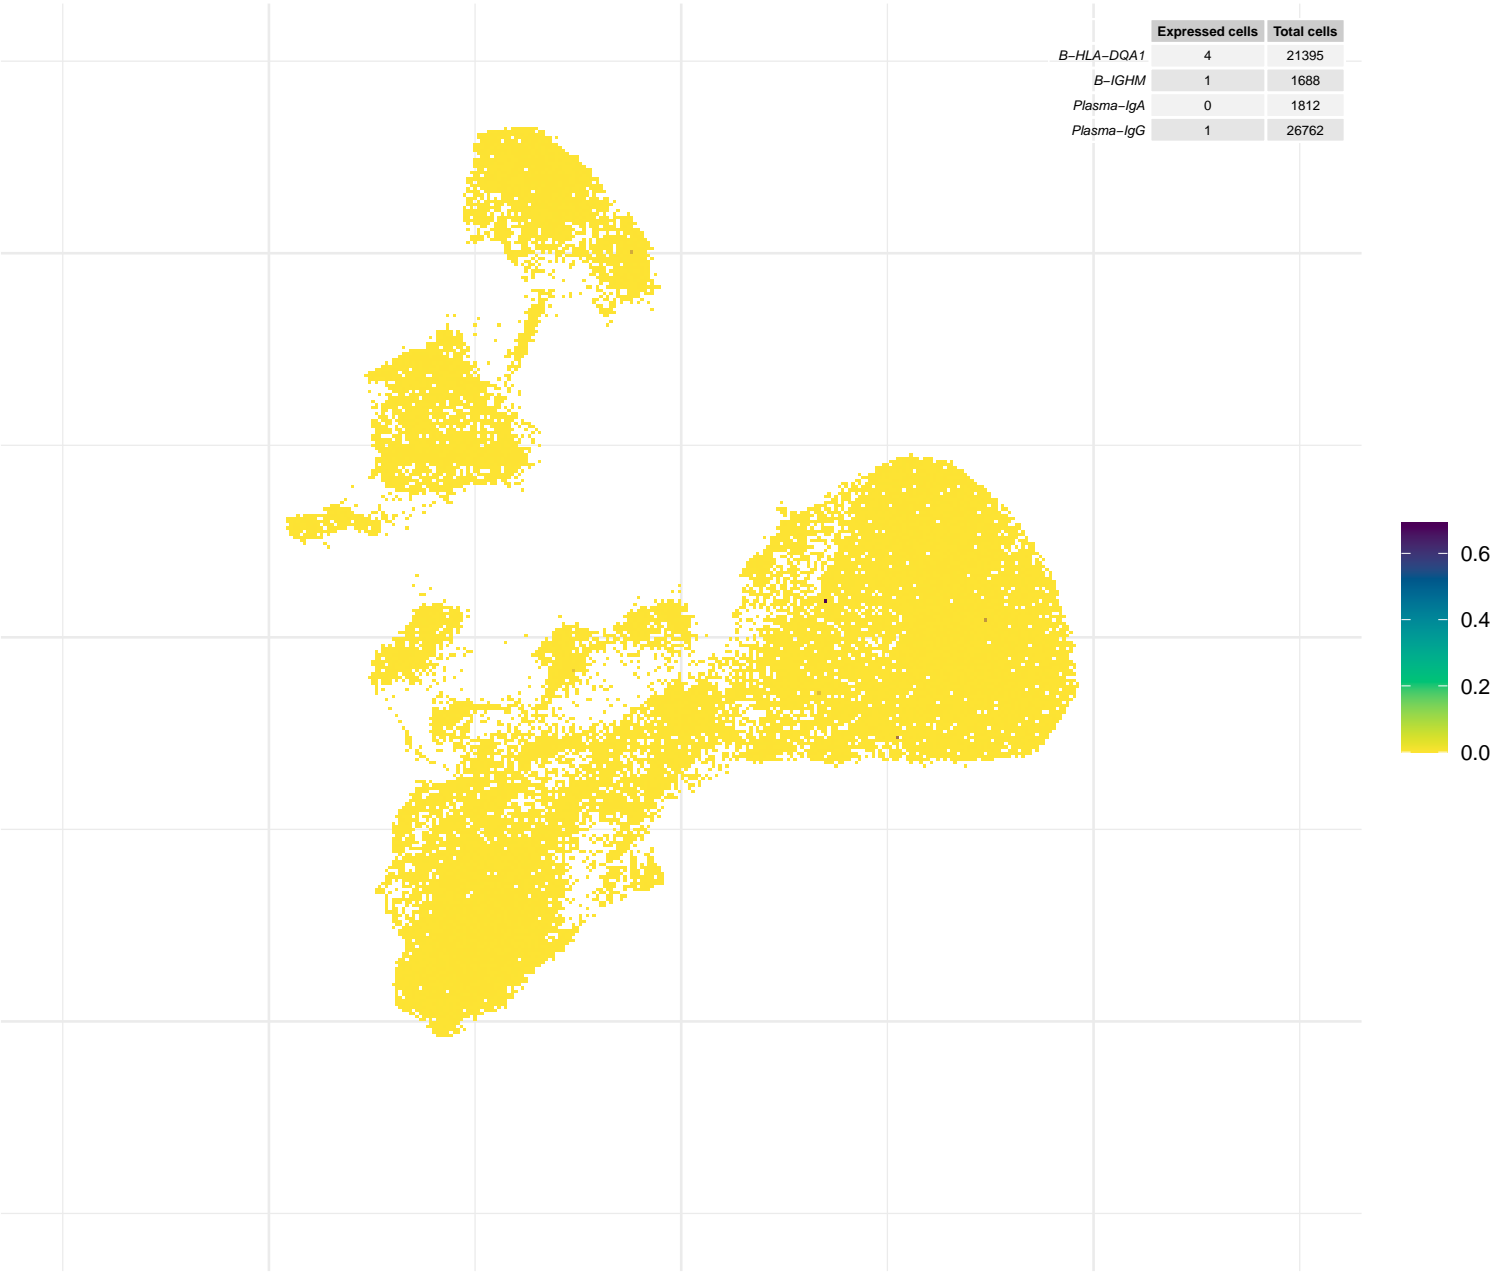 Expressed cells Total cells
B−HLA−DQA1 4 21395
B−IGHM 1 1688
Plasma−IgA 0 1812
Plasma−IgG 1 26762
0.6
0.4
0.2
0.0